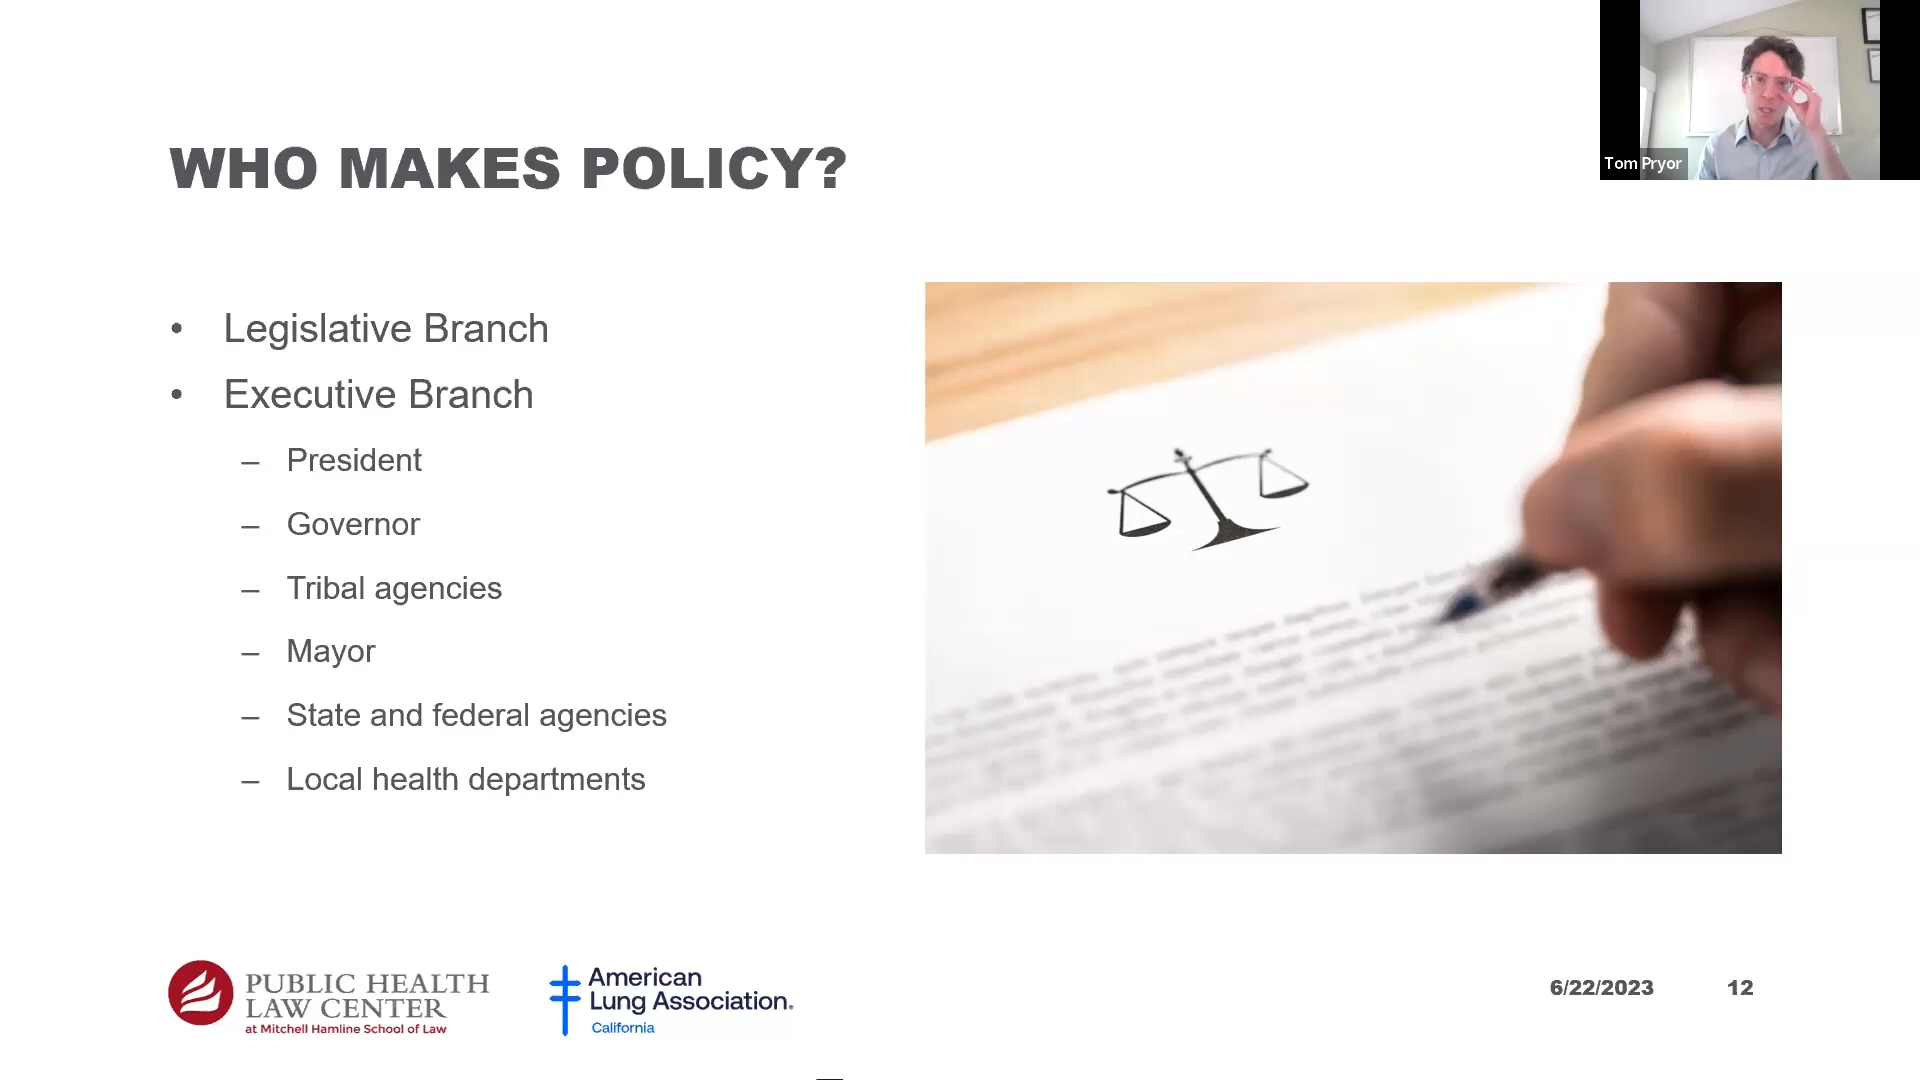 Tom Pryor
WHO MAKES POLICY?
• Legislative Branch
• Executive Branch
– President
– Governor
– Tribal agencies
– Mayor
– State and federal agencies
– Local health departments
PUBLIC HEALTH
LAW CENTER
at Mitchell Hamline School of Law
American
Lung Association.
California
6/22/2023
12